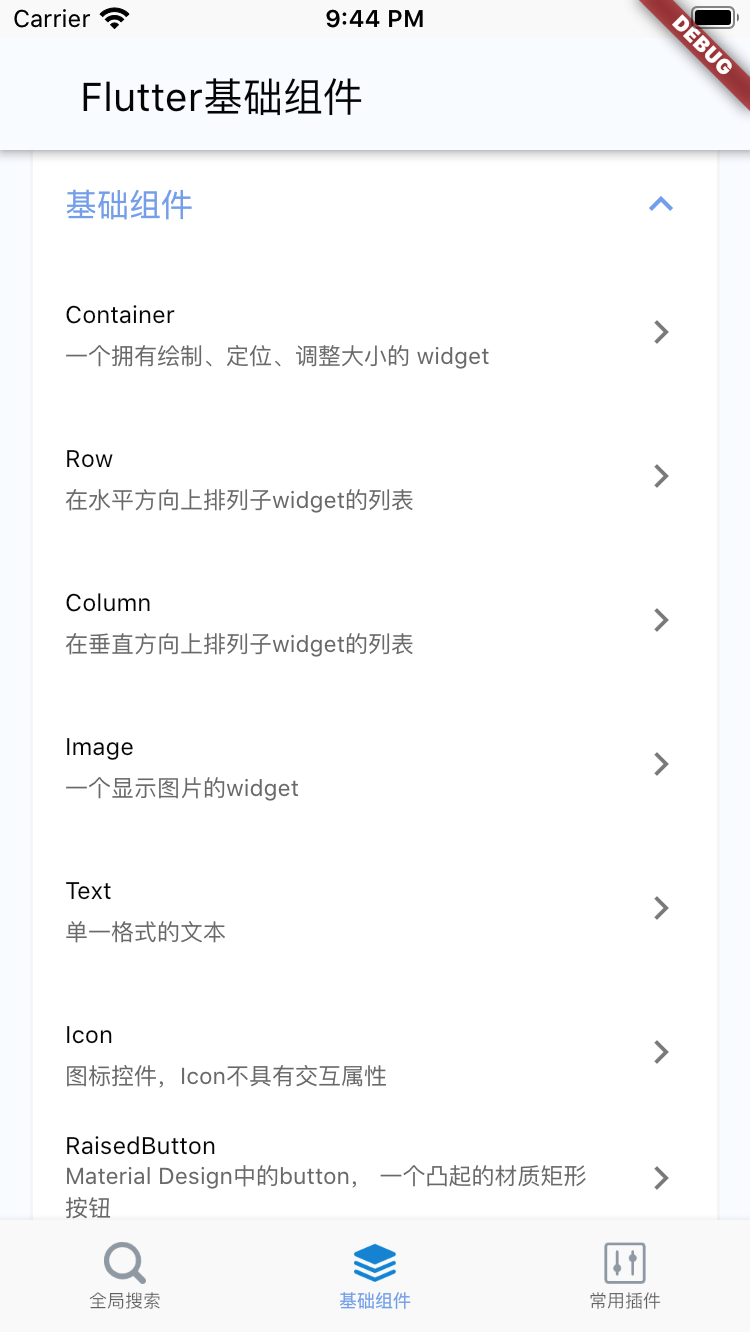 Carrier 9:44 PM
DEBUG
Flutter基础组件
基础组件
Container
一个拥有绘制、定位、调整大小的 widget
Row
在水平方向上排列子widget的列表
Column
在垂直方向上排列子widget的列表
Image
一个显示图片的widget
Text
单一格式的文本
Icon
图标控件，Icon不具有交互属性
RaisedButton
Material Design中的button， 一个凸起的材质矩形
按钮
全局搜索 基础组件 常用插件